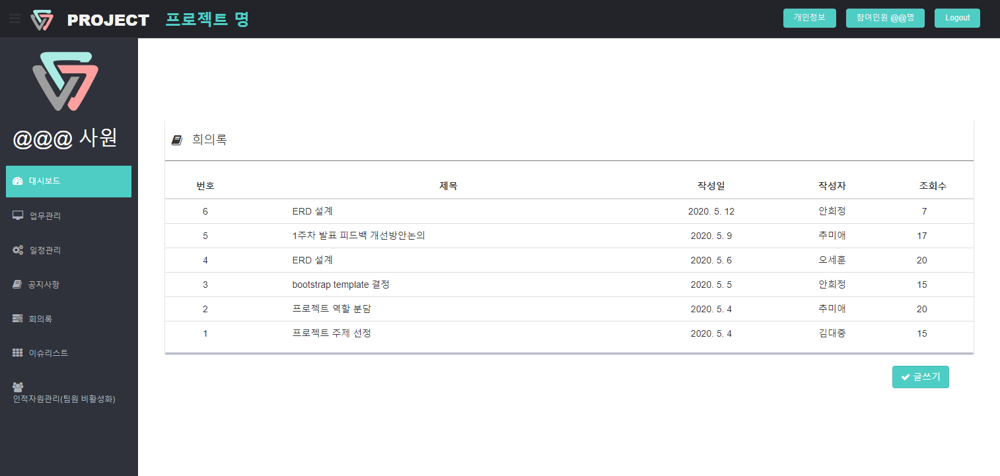 PROJECT 프로젝트 명
개인정보 참여인원 @@명 Logout
@@@ 사원
대시보드
업무관리
일정관리
공지사항
회의록
이슈리스트
인적자원관리(팀원 비활성화)
희의록
번호 제목 작성일 작성자 조회수
6 ERD 설계 2020. 5. 12 안희정 7
5 1주차 발표 피드백 개선방안논의 2020. 5. 9 추미애 17
4 ERD 설계 2020. 5. 6 오세훈 20
3 bootstrap template 결정 2020. 5. 5 안희정 15
2 프로젝트 역할 분담 2020. 5. 4 추미애 20
1 프로젝트 주제 선정 2020. 5. 4 김대중 15
글쓰기